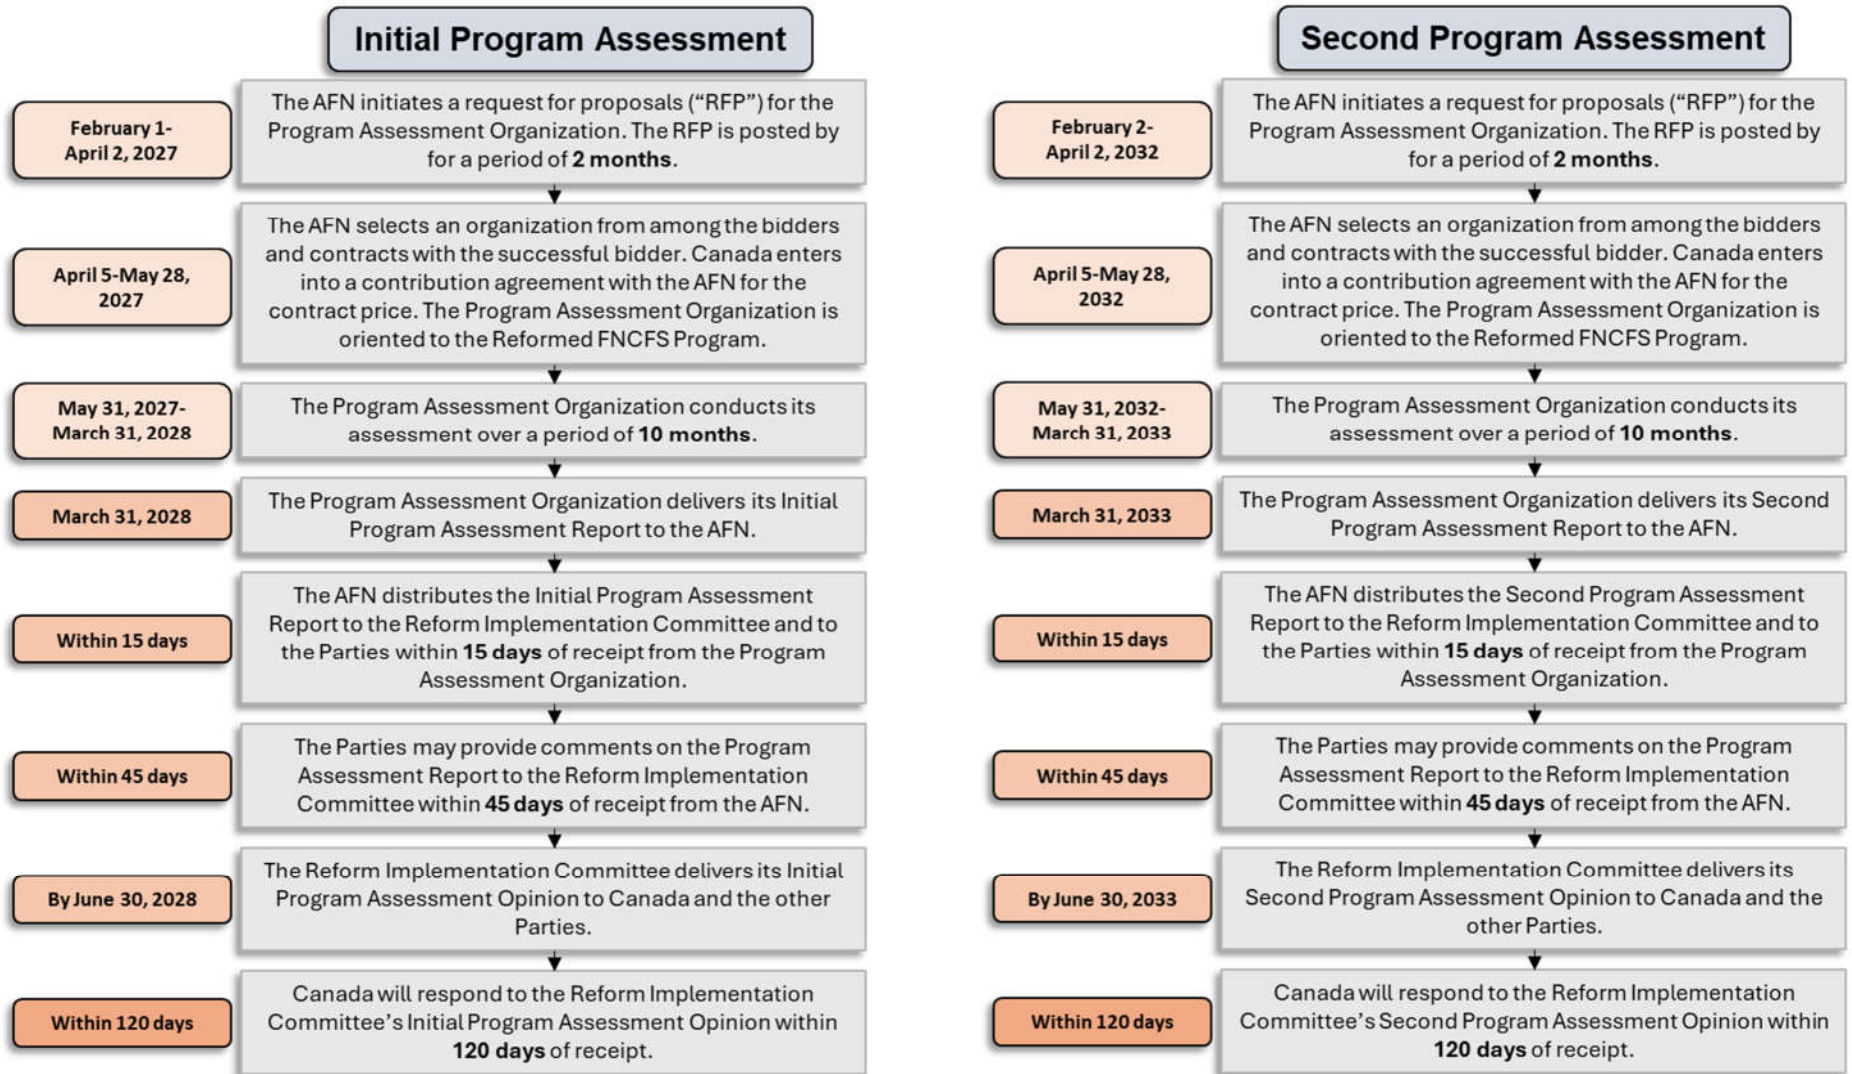 Initial Program Assessment
February 1-
April 2, 2027
The AFN initiates a request for proposals (“RFP”) for the
Program Assessment Organization. The RFP is posted by
for a period of 2 months.
April 5-May 28,
2027
The AFN selects an organization from among the bidders
and contracts with the successful bidder. Canada enters
into a contribution agreement with the AFN for the
contract price. The Program Assessment Organization is
oriented to the Reformed FNCFS Program.
May 31, 2027-
March 31, 2028
The Program Assessment Organization conducts its
assessment over a period of 10 months.
March 31, 2028
The Program Assessment Organization delivers its Initial
Program Assessment Report to the AFN.
Within 15 days
The AFN distributes the Initial Program Assessment
Report to the Reform Implementation Committee and to
the Parties within 15 days of receipt from the Program
Assessment Organization.
Within 45 days
The Parties may provide comments on the Program
Assessment Report to the Reform Implementation
Committee within 45 days of receipt from the AFN.
By June 30, 2028
The Reform Implementation Committee delivers its Initial
Program Assessment Opinion to Canada and the other
Parties.
Within 120 days
Canada will respond to the Reform Implementation
Committee’s Initial Program Assessment Opinion within
120 days of receipt.
Second Program Assessment
February 2-
April 2, 2032
The AFN initiates a request for proposals (“RFP”) for the
Program Assessment Organization. The RFP is posted by
for a period of 2 months.
April 5-May 28,
2032
The AFN selects an organization from among the bidders
and contracts with the successful bidder. Canada enters
into a contribution agreement with the AFN for the
contract price. The Program Assessment Organization is
oriented to the Reformed FNCFS Program.
May 31, 2032-
March 31, 2033
The Program Assessment Organization conducts its
assessment over a period of 10 months.
March 31, 2033
The Program Assessment Organization delivers its Second
Program Assessment Report to the AFN.
Within 15 days
The AFN distributes the Second Program Assessment
Report to the Reform Implementation Committee and to
the Parties within 15 days of receipt from the Program
Assessment Organization.
Within 45 days
The Parties may provide comments on the Program
Assessment Report to the Reform Implementation
Committee within 45 days of receipt from the AFN.
By June 30, 2033
The Reform Implementation Committee delivers its
Second Program Assessment Opinion to Canada and the
other Parties.
Within 120 days
Canada will respond to the Reform Implementation
Committee’s Second Program Assessment Opinion within
120 days of receipt.